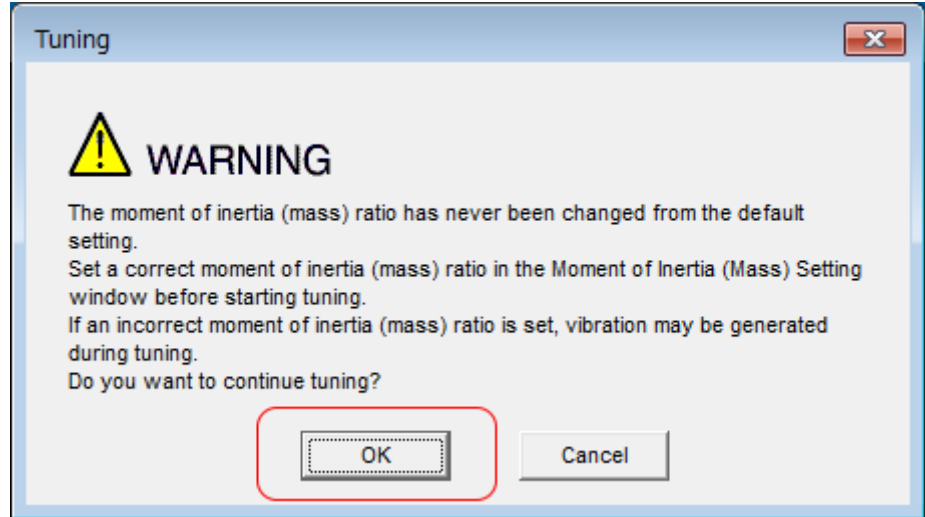 Tuning
WARNING
The moment of inertia (mass) ratio has never been changed from the default
setting.
Set a correct moment of inertia (mass) ratio in the Moment of Inertia (Mass) Setting
window before starting tuning.
If an incorrect moment of inertia (mass) ratio is set, vibration may be generated
during tuning.
Do you want to continue tuning?
OK
Cancel